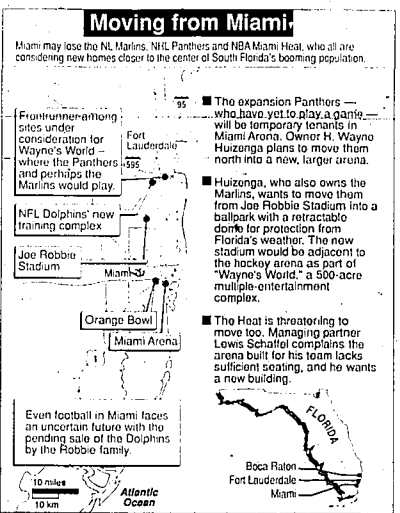 Moving from Miami
Miami may lose the NL Marlins, NHL Panthers and NBA Miami Heat, who all are
considering new homes closer to the center of South Florida's booming population.
Frontrunner among
sites under
consideration for
Wayne's World –
where the Panthers
and perhaps the
Marlins would play.
NFL Dolphins' new
training complex
Joe Robbie
Stadium
95
Fort
Lauderdale
595
Miami
Orange Bowl
Miami Arena
Even football in Miami faces
an uncertain future with the
pending sale of the Dolphins
by the Robbie family.
10 miles
10 km
Atlantic
Ocean
■ The expansion Panthers —
who have yet to play a game —
will be temporary tenants in
Miami Arena. Owner H. Wayne
Huizenga plans to move them
north into a new, larger arena.
■ Huizenga, who also owns the
Marlins, wants to move them
from Joe Robbie Stadium into a
ballpark with a retractable
dome for protection from
Florida's weather. The new
stadium would be adjacent to
the hockey arena as part of
"Wayne's World," a 500-acre
multiple-entertainment
complex.
■ The Heat is threatening to
move too. Managing partner
Lewis Schaffel complains the
arena built for his team lacks
sufficient seating, and he wants
a new building.
FLORIDA
Boca Raton
Fort Lauderdale
Miami